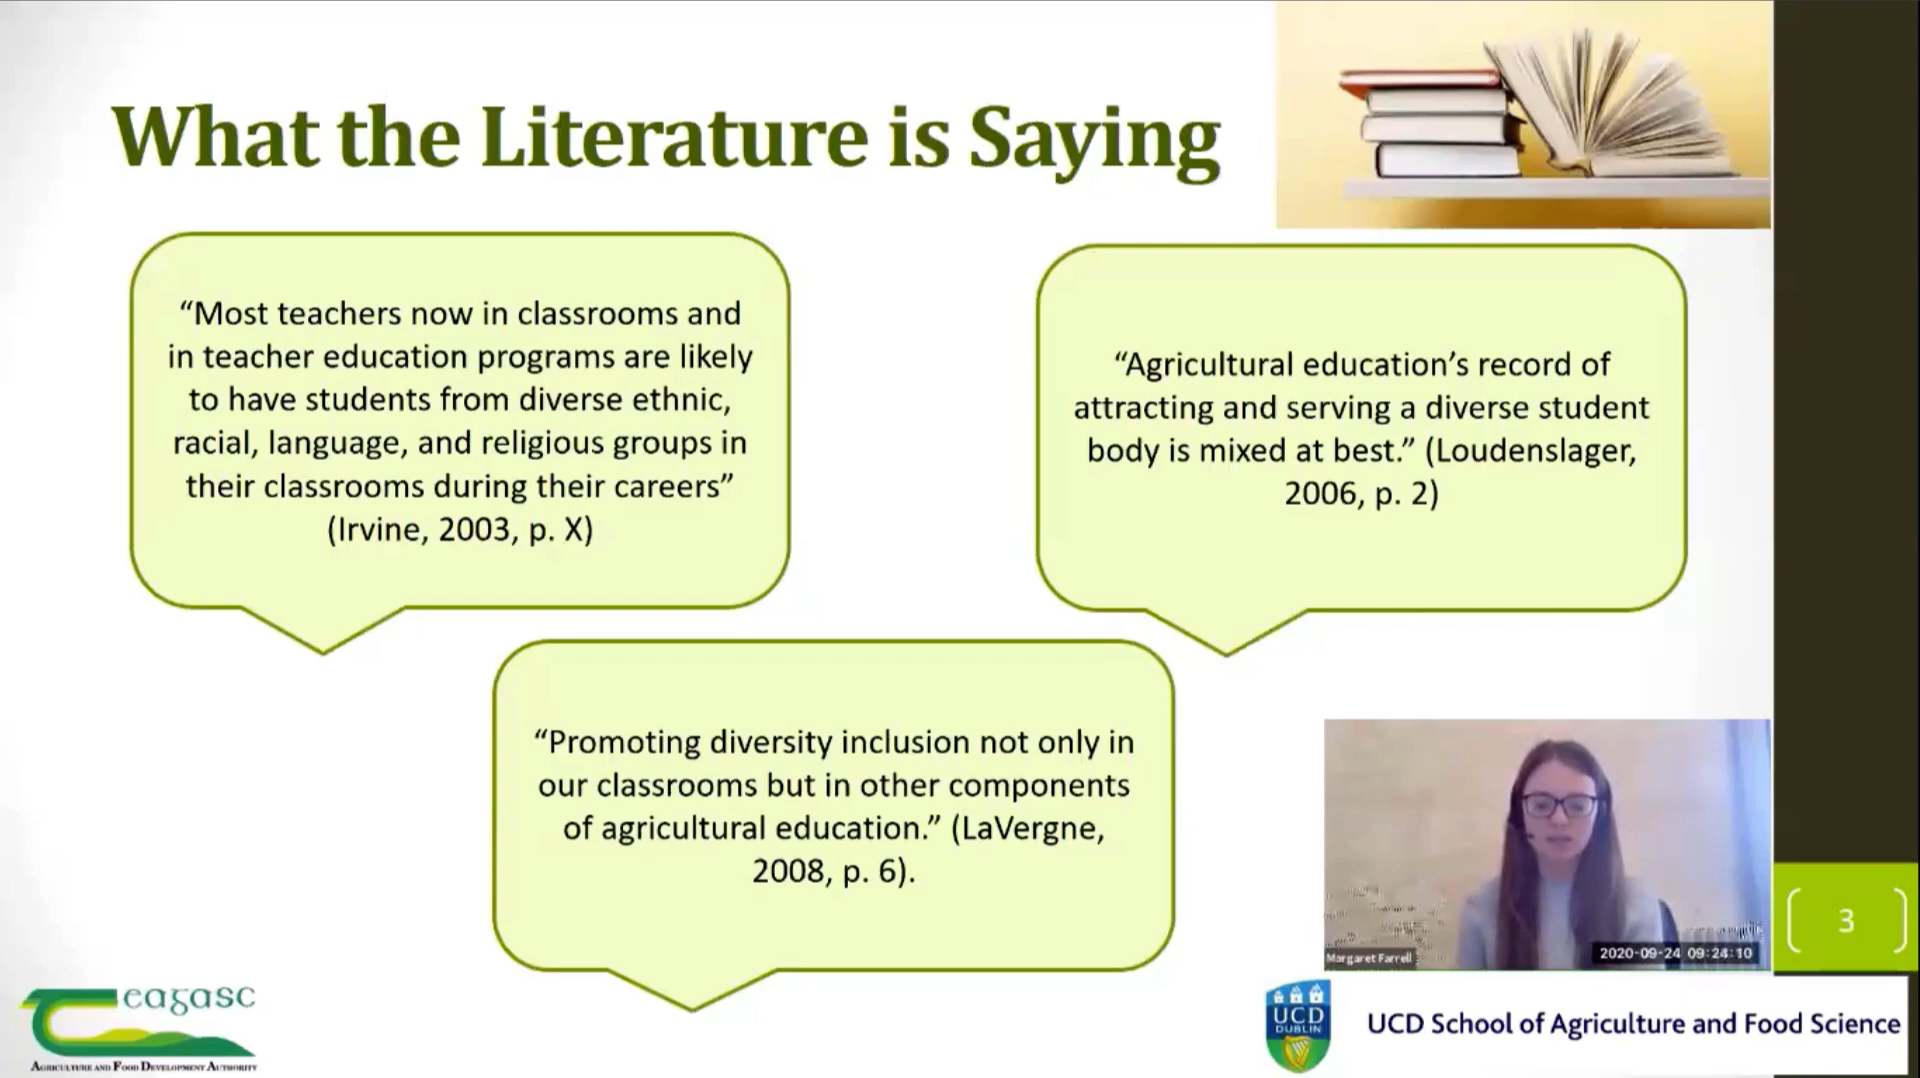 What the Literature is Saying
“Most teachers now in classrooms and
in teacher education programs are likely
to have students from diverse ethnic,
racial, language, and religious groups in
their classrooms during their careers”
(Irvine, 2003, p. X)
“Agricultural education’s record of
attracting and serving a diverse student
body is mixed at best.” (Loudenslager,
2006, p. 2)
“Promoting diversity inclusion not only in
our classrooms but in other components
of agricultural education.” (LaVergne,
2008, p. 6).
Margaret Farrell
2020-09-24 09:24:10
3
Teagasc
AGRICULTURE AND FOOD DEVELOPMENT AUTHORITY
UCD
DUBLIN
UCD School of Agriculture and Food Science